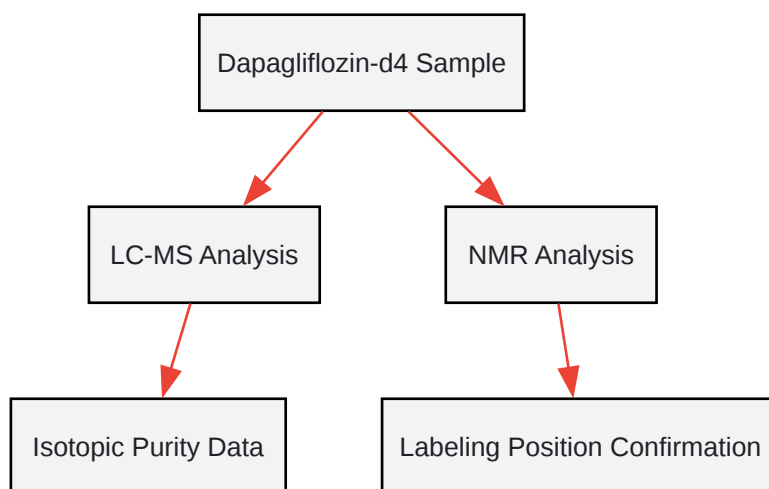 Dapagliflozin-d4 Sample
LC-MS Analysis
NMR Analysis
Isotopic Purity Data
Labeling Position Confirmation